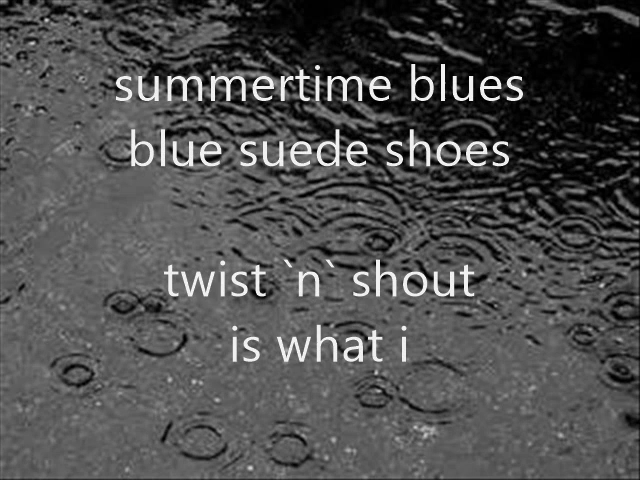 summertime blues
blue suede shoes
twist `n` shout
is what i